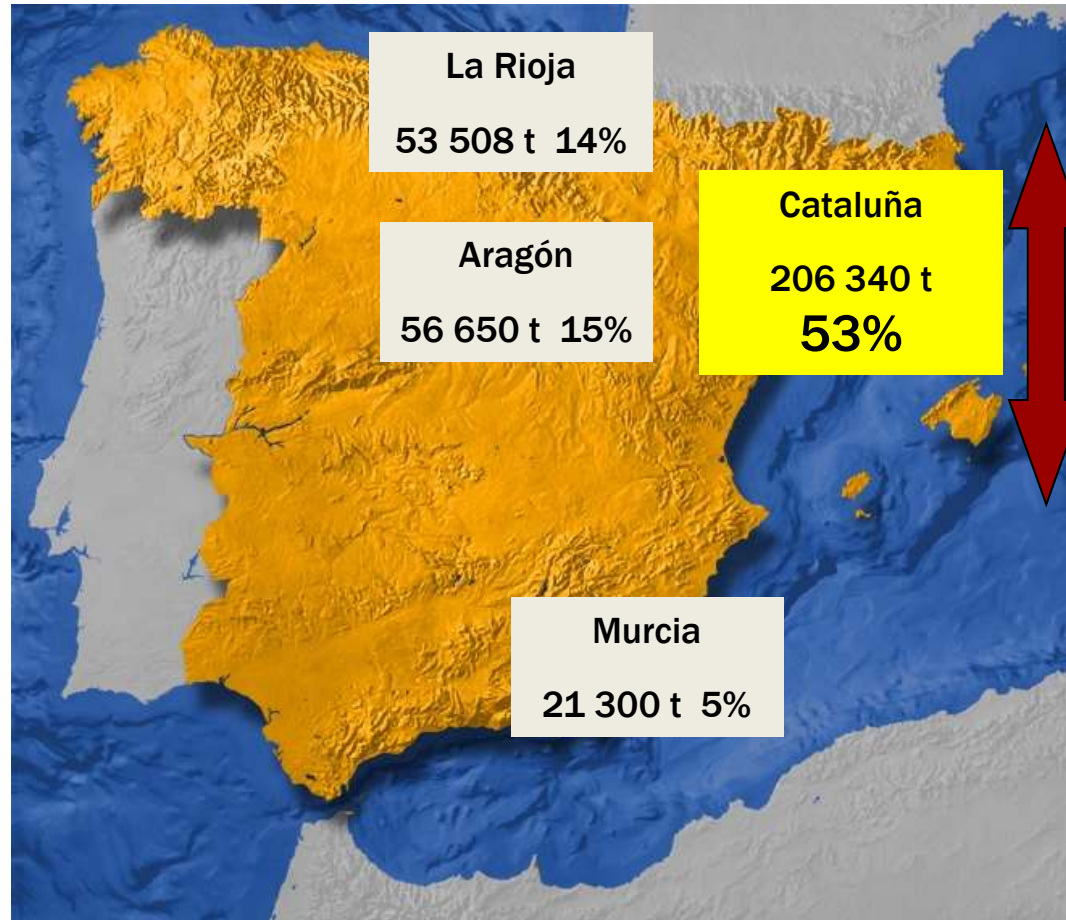 La Rioja
53 508 t 14%
Cataluña
206 340 t
53%
Aragón
56 650 t 15%
Murcia
21 300 t 5%